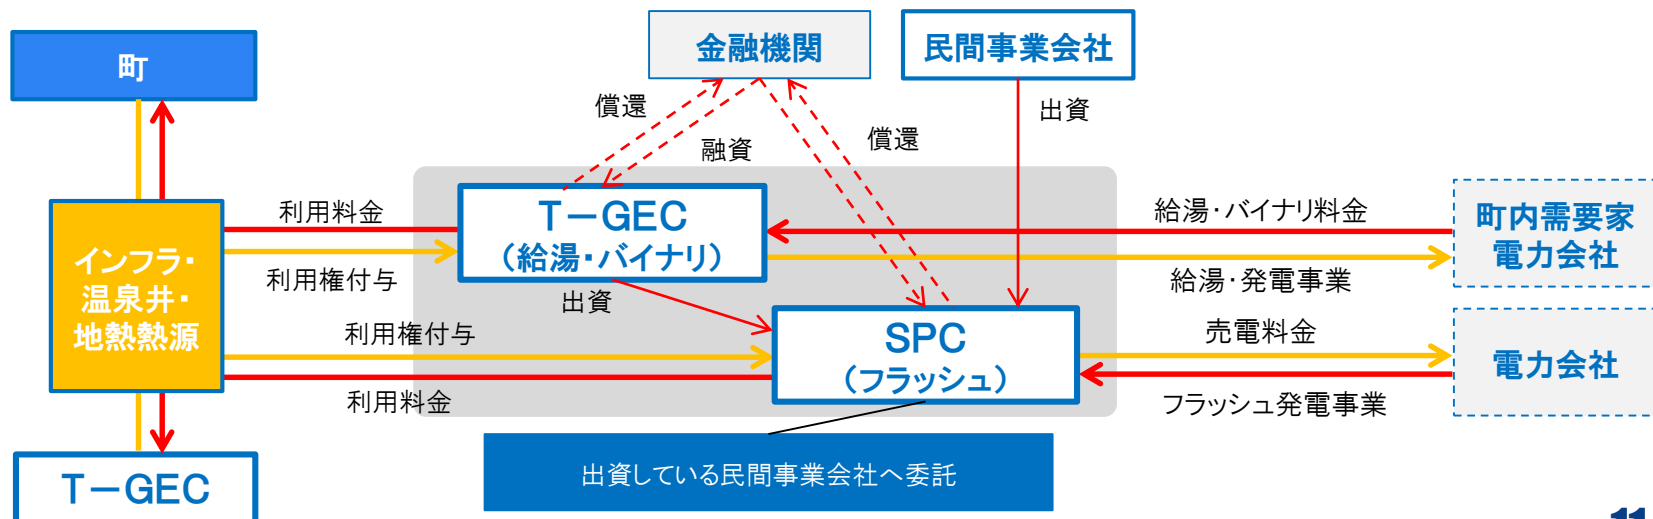 町
金融機関
民間事業会社
償還
出資
融資
償還
T－GEC
（給湯・バイナリ）
利用料金
利用権付与
インフラ・
温泉井・
地熱熱源
給湯・バイナリ料金
給湯・発電事業
町内需要家
電力会社
出資
利用権付与
利用料金
SPC
（フラッシュ）
売電料金
フラッシュ発電事業
電力会社
出資している民間事業会社へ委託
T－GEC
11